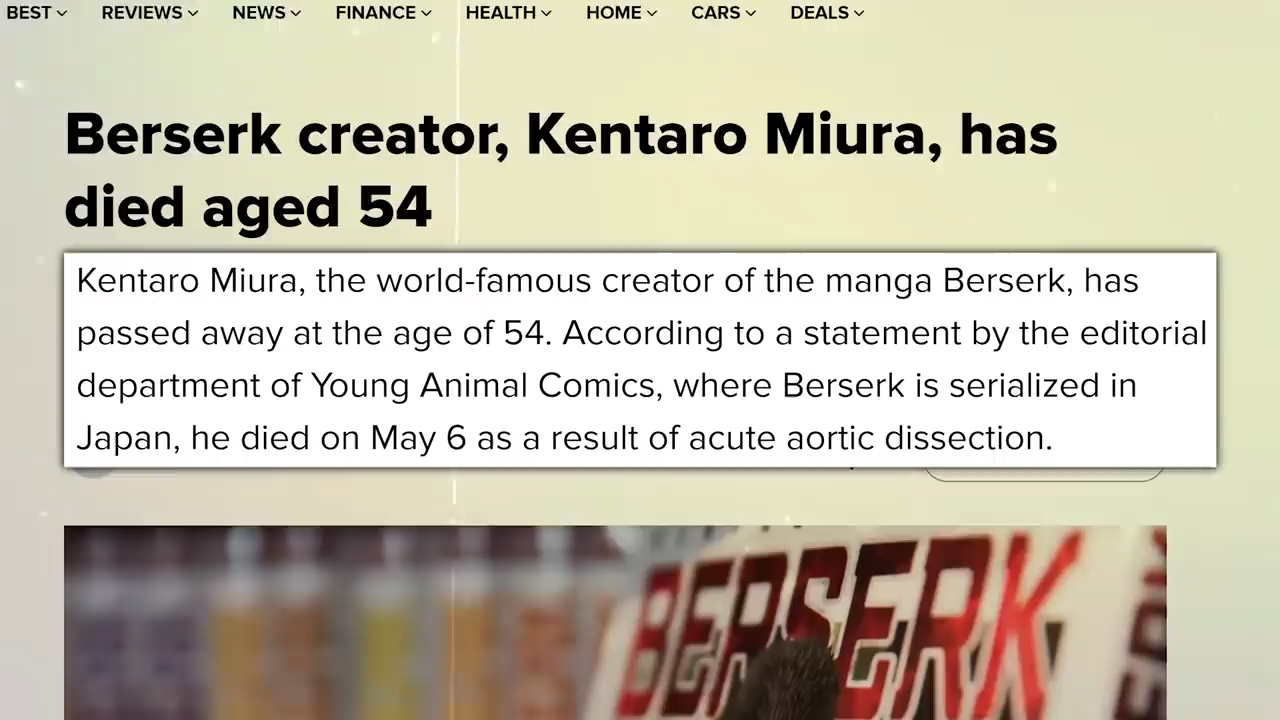 BEST REVIEWS NEWS FINANCE HEALTH HOME CARS DEALS
Berserk creator, Kentaro Miura, has
died aged 54
Kentaro Miura, the world-famous creator of the manga Berserk, has
passed away at the age of 54. According to a statement by the editorial
department of Young Animal Comics, where Berserk is serialized in
Japan, he died on May 6 as a result of acute aortic dissection.
BERSERK